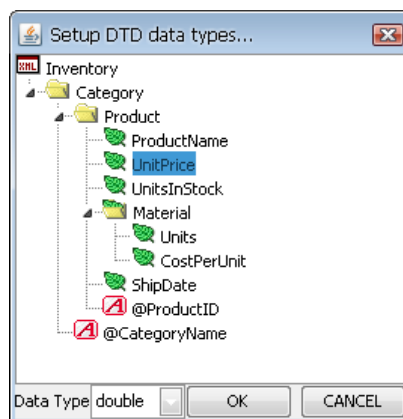 Setup DTD data types...
XML Inventory
Category
Product
ProductName
UnitPrice
UnitsInStock
Material
Units
CostPerUnit
ShipDate
A @ProductID
A @CategoryName
Data Type double OK CANCEL